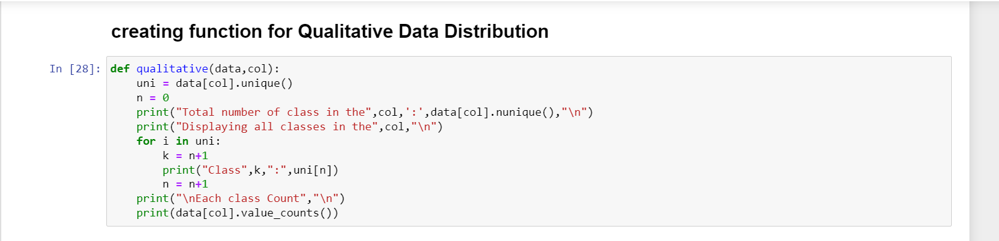 creating function for Qualitative Data Distribution
In [28]: def qualitative(data,col):
    uni = data[col].unique()
    n = 0
    print("Total number of class in the",col,':',data[col].nunique(),"\n")
    print("Displaying all classes in the",col,"\n")
    for i in uni:
        k = n+1
        print("Class",k,":",uni[n])
        n = n+1
    print("\nEach class Count","\n")
    print(data[col].value_counts())